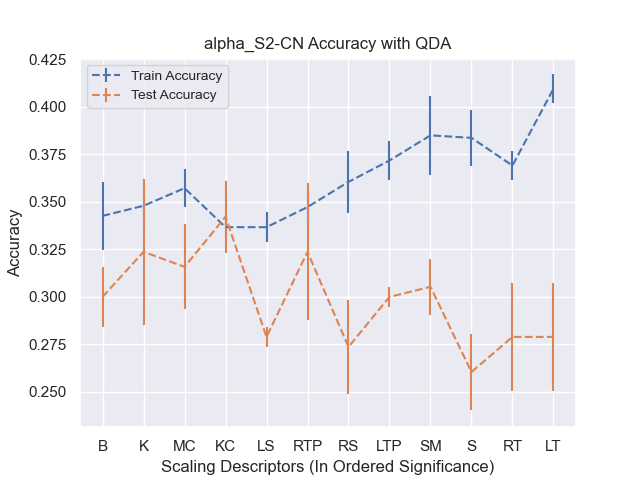 alpha_S2-CN Accuracy with QDA
Train Accuracy
Test Accuracy
Accuracy
0.425
0.400
0.375
0.350
0.325
0.300
0.275
0.250
B K MC KC LS RTP RS LTP SM S RT LT
Scaling Descriptors (In Ordered Significance)